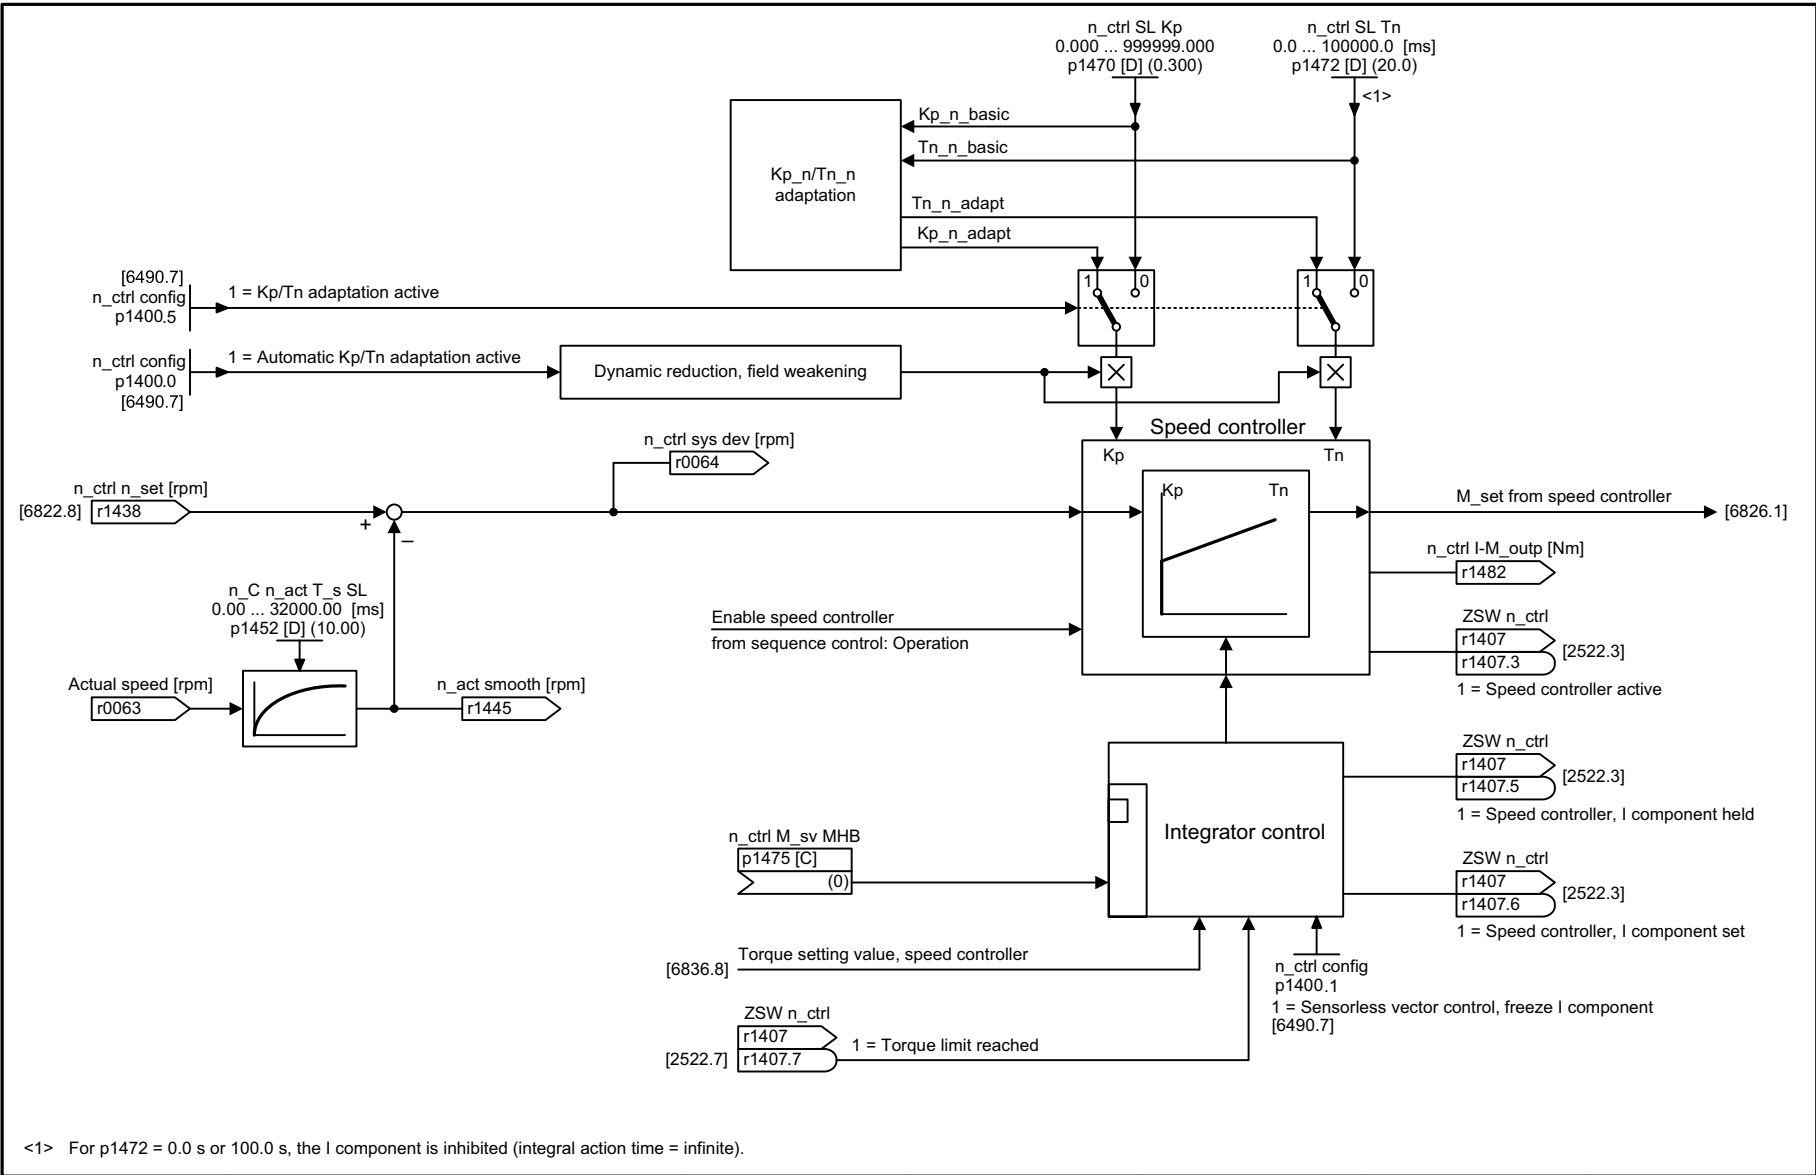 n_ctrl SL Kp
0.000 ... 999999.000
p1470 [D] (0.300)
n_ctrl SL Tn
0.0 ... 100000.0 [ms]
p1472 [D] (20.0)
<1>
Kp_n_basic
Tn_n_basic
Kp_n/Tn_n
adaptation
Tn_n_adapt
Kp_n_adapt
1
0
1
0
[6490.7]
n_ctrl config
p1400.5
1 = Kp/Tn adaptation active
n_ctrl config
p1400.0
[6490.7]
1 = Automatic Kp/Tn adaptation active
Dynamic reduction, field weakening
Speed controller
Kp
Tn
Kp
Tn
n_ctrl sys dev [rpm]
r0064
n_ctrl n_set [rpm]
[6822.8]
r1438
+
–
M_set from speed controller
[6826.1]
n_ctrl I-M_outp [Nm]
r1482
n_C n_act T_s SL
0.00 ... 32000.00 [ms]
p1452 [D] (10.00)
Enable speed controller
from sequence control: Operation
ZSW n_ctrl
r1407
r1407.3
[2522.3]
1 = Speed controller active
Actual speed [rpm]
r0063
n_act smooth [rpm]
r1445
ZSW n_ctrl
r1407
r1407.5
[2522.3]
1 = Speed controller, I component held
Integrator control
n_ctrl M_sv MHB
p1475 [C]
(0)
ZSW n_ctrl
r1407
r1407.6
[2522.3]
1 = Speed controller, I component set
[6836.8]
Torque setting value, speed controller
n_ctrl config
p1400.1
1 = Sensorless vector control, freeze I component
[6490.7]
ZSW n_ctrl
r1407
[2522.7]
r1407.7
1 = Torque limit reached
<1> For p1472 = 0.0 s or 100.0 s, the I component is inhibited (integral action time = infinite).